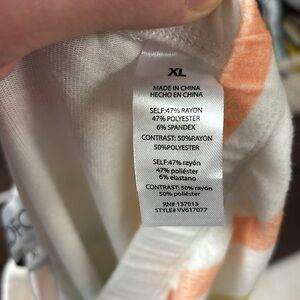 XL
MADE IN CHINA
HECHO EN CHINA
SELF:47% RAYON
47% POLYESTER
6% SPANDEX
CONTRAST: 50%RAYON
50%POLYESTER
SELF:47% rayón
47% poliéster
6% elastano
CONTRAST: 50% rayón
50% poliéster
RN# 137013
STYLE# VV617077